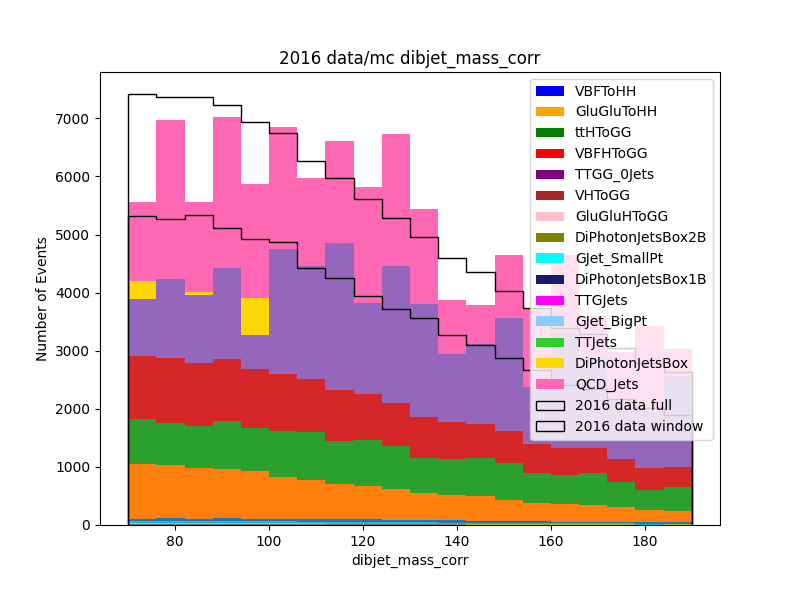 2016 data/mc dibjet_mass_corr
Number of Events
7000
6000
5000
4000
3000
2000
1000
0
80
100
120
140
160
180
dibjet_mass_corr
VBFToHH
GluGluToHH
ttHToGG
VBFHToGG
TTGG_0Jets
VHToGG
GluGluHToGG
DiPhotonJetsBox2B
GJet_SmallPt
DiPhotonJetsBox1B
TTGJets
GJet_BigPt
TTJets
DiPhotonJetsBox
QCD_Jets
2016 data full
2016 data window